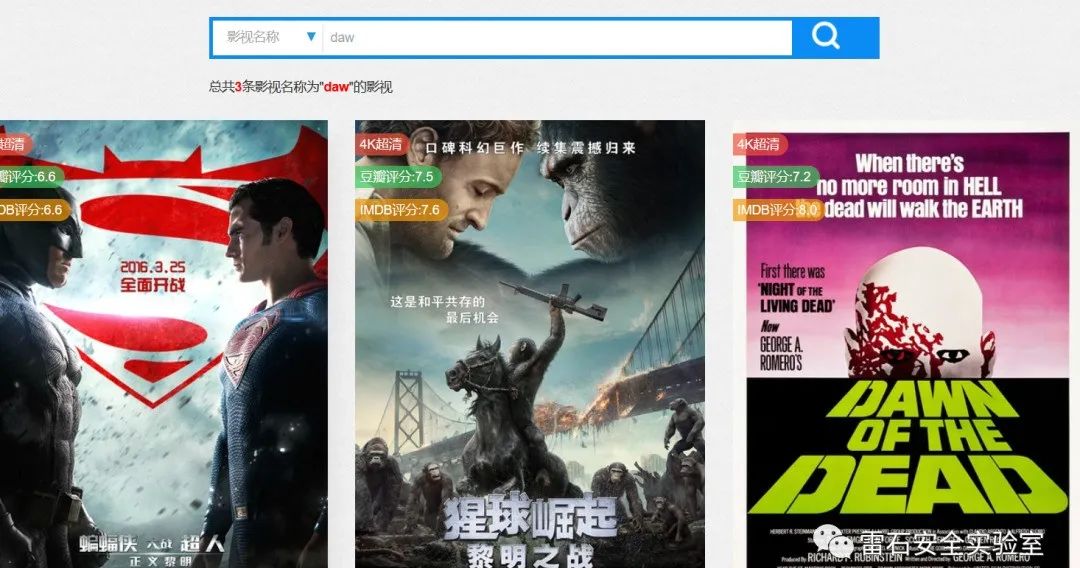 影视名称
daw
总共3条影视名称为"daw"的影视
超清
瓣评分:6.6
DB评分:6.6
2016.3.25
全面开战
蝙蝠侠 大战 超人
正义黎明
4K超清
豆瓣评分:7.5
IMDB评分:7.6
口碑科幻巨作 续集震撼归来
这是和平共存的
最后机会
猩球崛起
黎明之战
4K超清
豆瓣评分:7.2
IMDB评分:8.0
When there's
no more room in HELL
the dead will walk the EARTH
First there was
'NIGHT OF THE
LIVING DEAD'
Now
GEORGE A.
ROMERO'S
DAWN
OF THE
DEAD
Produced By RICHARD P. RUBINSTEIN
GEORGE A. ROMERO
雷石安全实验室